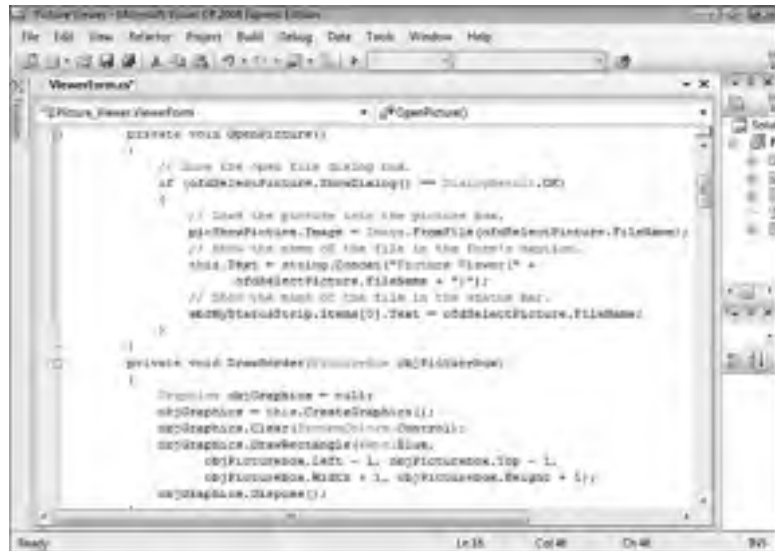 Picture Viewer - Microsoft Visual C# 2008 Express Edition
File Edit View Refactor Project Build Debug Data Tools Window Help
ViewerForm.cs*
Picture_Viewer.ViewerForm
OpenPicture()
private void OpenPicture()
{
// Show the open file dialog box.
if (ofdSelectPicture.ShowDialog() == DialogResult.OK)
{
// Load the picture into the picture box.
picShowPicture.Image = Image.FromFile(ofdSelectPicture.FileName);
// Show the name of the file in the form's caption.
this.Text = string.Concat("Picture Viewer(" +
ofdSelectPicture.FileName + ")");
// Show the name of the file in the status bar.
sbrMyStatusStrip.Items[0].Text = ofdSelectPicture.FileName;
}
}
private void DrawBorder(PictureBox objPicturebox)
{
Graphics objGraphics = null;
objGraphics = this.CreateGraphics();
objGraphics.Clear(SystemColors.Control);
objGraphics.DrawRectangle(Pens.Blue,
objPicturebox.Left - 1, objPicturebox.Top - 1,
objPicturebox.Width + 1, objPicturebox.Height + 1);
objGraphics.Dispose();
Solu
Ready
Col 46
Ch 46
INS